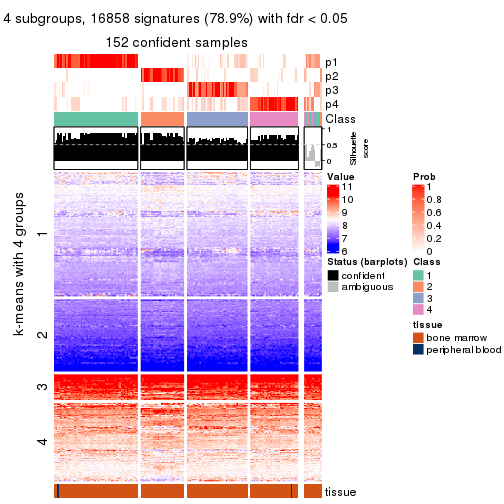 4 subgroups, 16858 signatures (78.9%) with fdr < 0.05
152 confident samples
p1
p2
p3
p4
Class
1
0.5
0
Silhouette
score
k-means with 4 groups
1
2
3
4
tissue
Value
11
10
9
8
7
6
Prob
1
0.8
0.6
0.4
0.2
0
Status (barplots)
confident
ambiguous
Class
1
2
3
4
tissue
bone marrow
peripheral blood